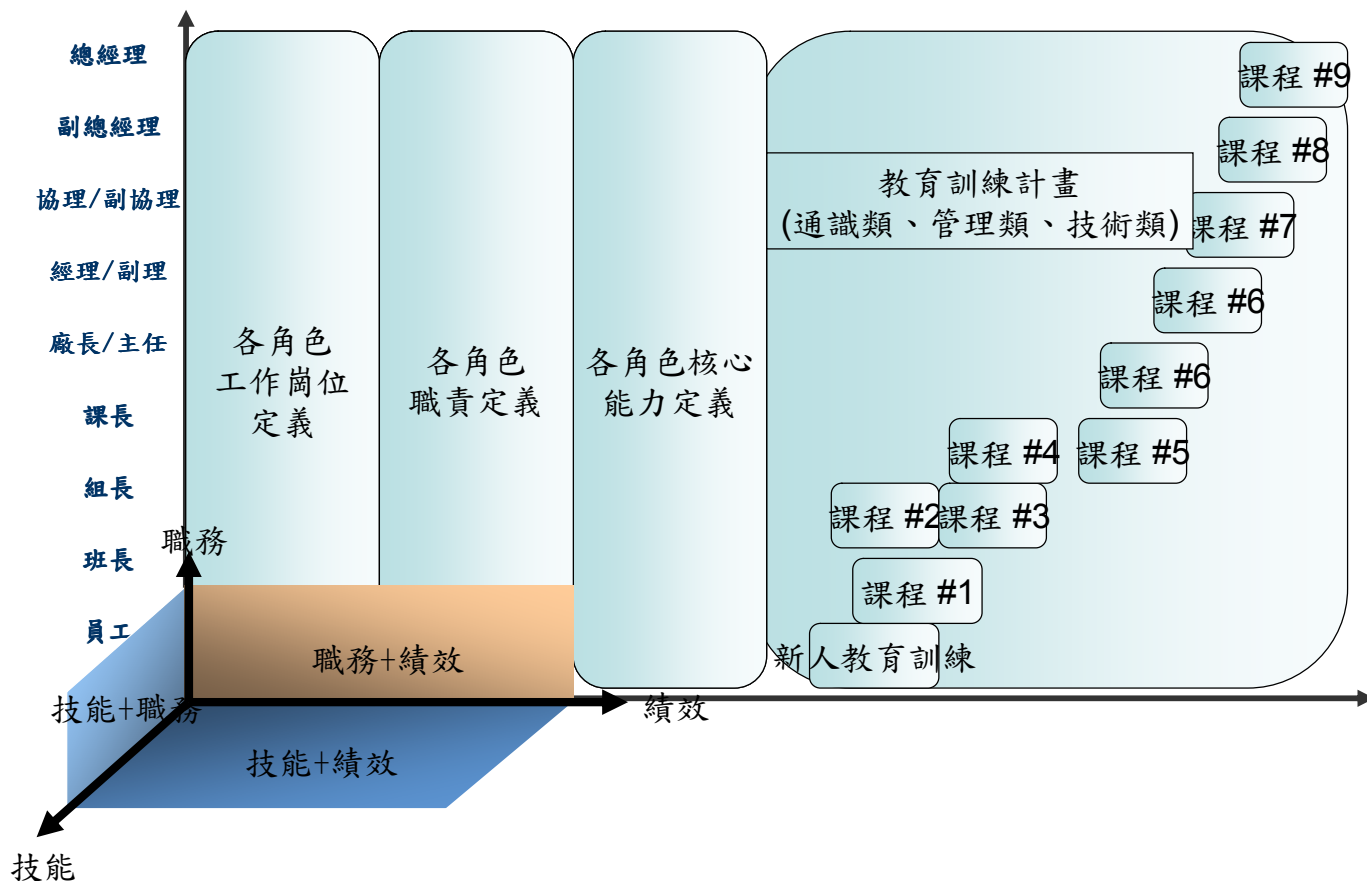 總經理
副總經理
協理/副協理
經理/副理
廠長/主任
課長
組長
班長
員工
各角色
工作崗位
定義
各角色
職責定義
各角色核心
能力定義
教育訓練計畫
(通識類、管理類、技術類)
課程 #9
課程 #8
課程 #7
課程 #6
課程 #6
課程 #4
課程 #5
課程 #2
課程 #3
課程 #1
新人教育訓練
職務
職務+績效
技能+職務
績效
技能+績效
技能